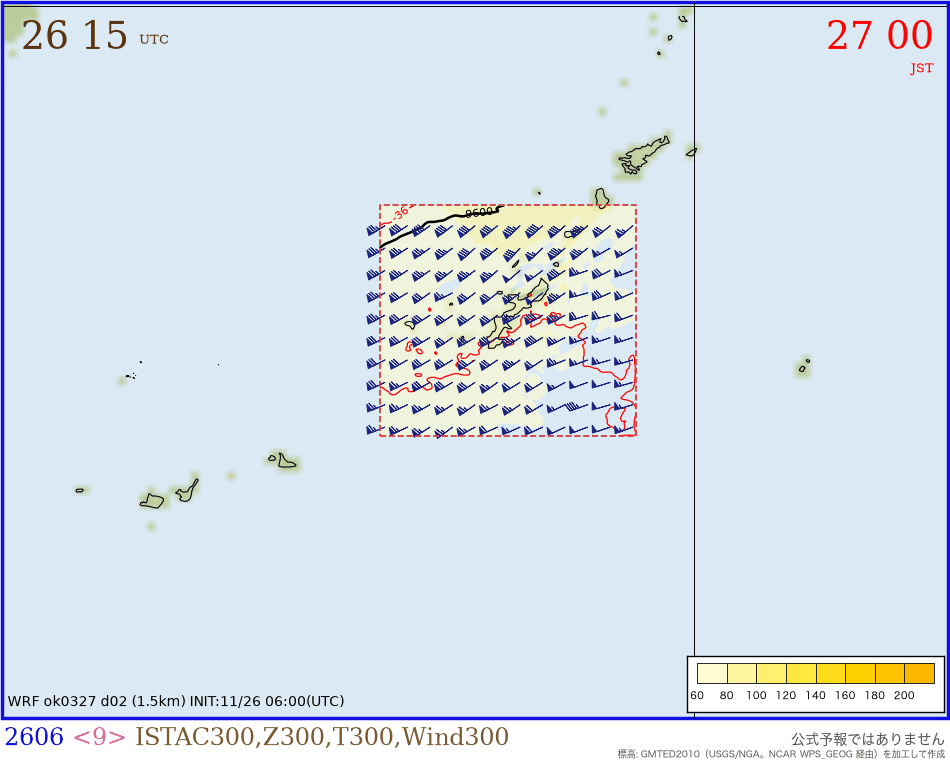 26 15 UTC
27 00
JST
-36
9600
60 80 100 120 140 160 180 200
WRF ok0327 d02 (1.5km) INIT:11/26 06:00(UTC)
2606 <9> ISTAC300,Z300,T300,Wind300
公式予報ではありません
標高: GMTED2010（USGS/NGA。NCAR WPS_GEOG 経由）を加工して作成